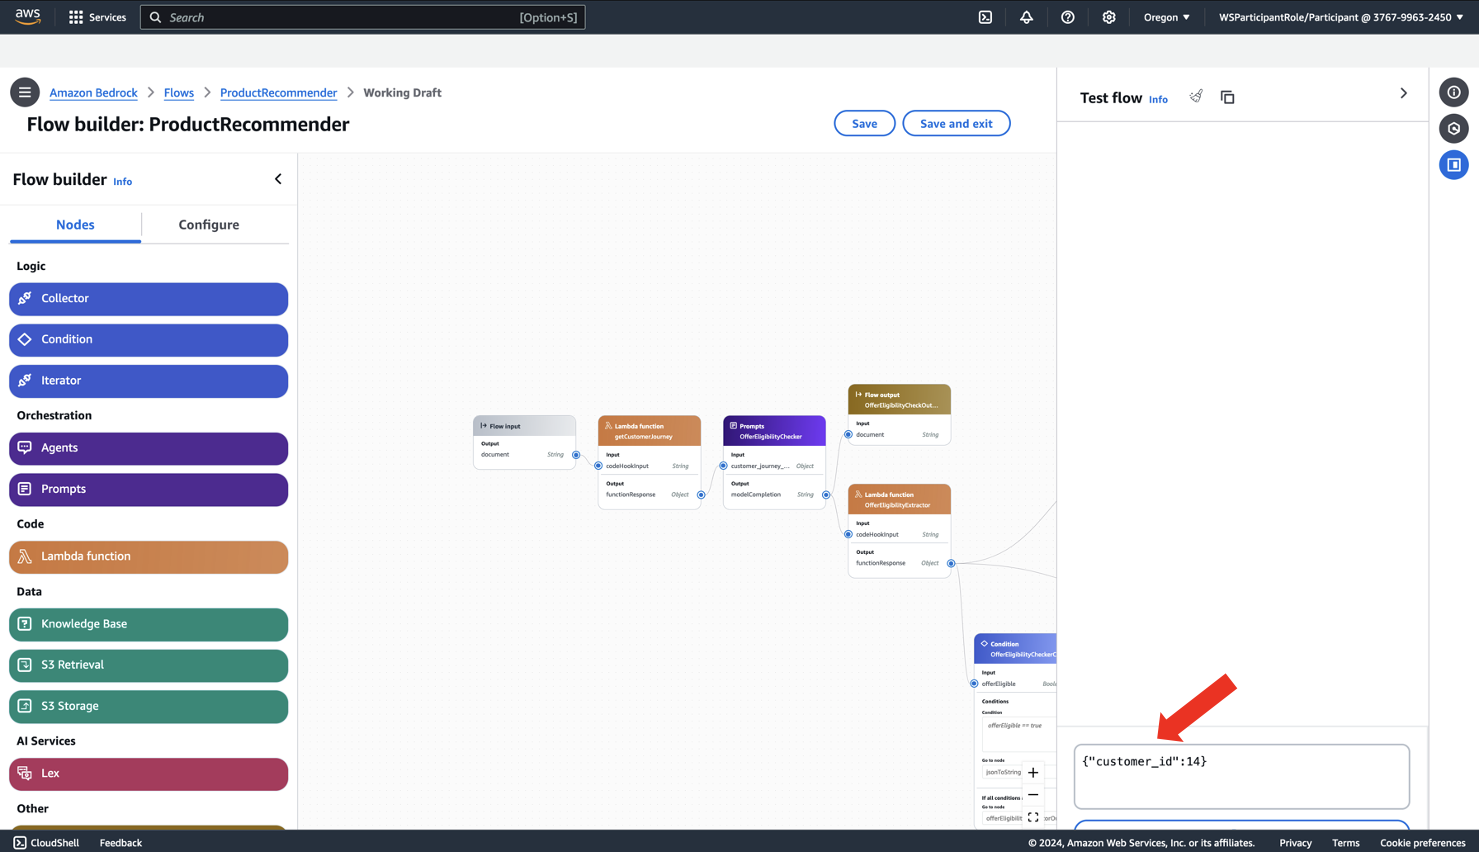 aws
Services
Search
[Option+S]
Oregon
WSParticipantRole/Participant @ 3767-9963-2450
Amazon Bedrock
Flows
ProductRecommender
Working Draft
Flow builder: ProductRecommender
Save
Save and exit
Test flow
Info
Flow builder
Info
Nodes
Configure
Logic
Collector
Condition
Iterator
Orchestration
Agents
Prompts
Code
Lambda function
Data
Knowledge Base
S3 Retrieval
S3 Storage
AI Services
Lex
Other
Flow input
Output
document String
Lambda function
getCustomerJourney
Input
codeHookInput String
Output
functionResponse Object
Prompts
OfferEligibilityChecker
Input
customer_journey_... Object
Output
modelCompletion String
Flow output
OfferEligibilityCheckOut...
Input
document String
Lambda function
OfferEligibilityExtractor
Input
codeHookInput String
Output
functionResponse Object
Condition
OfferEligibilityCheckerC
Input
offerEligible Boole
Conditions
Condition
offerEligible == true
Go to node
jsonToString
If all conditions
Go to node
offerEligibilit
{"customer_id":14}
CloudShell
Feedback
© 2024, Amazon Web Services, Inc. or its affiliates.
Privacy
Terms
Cookie preferences